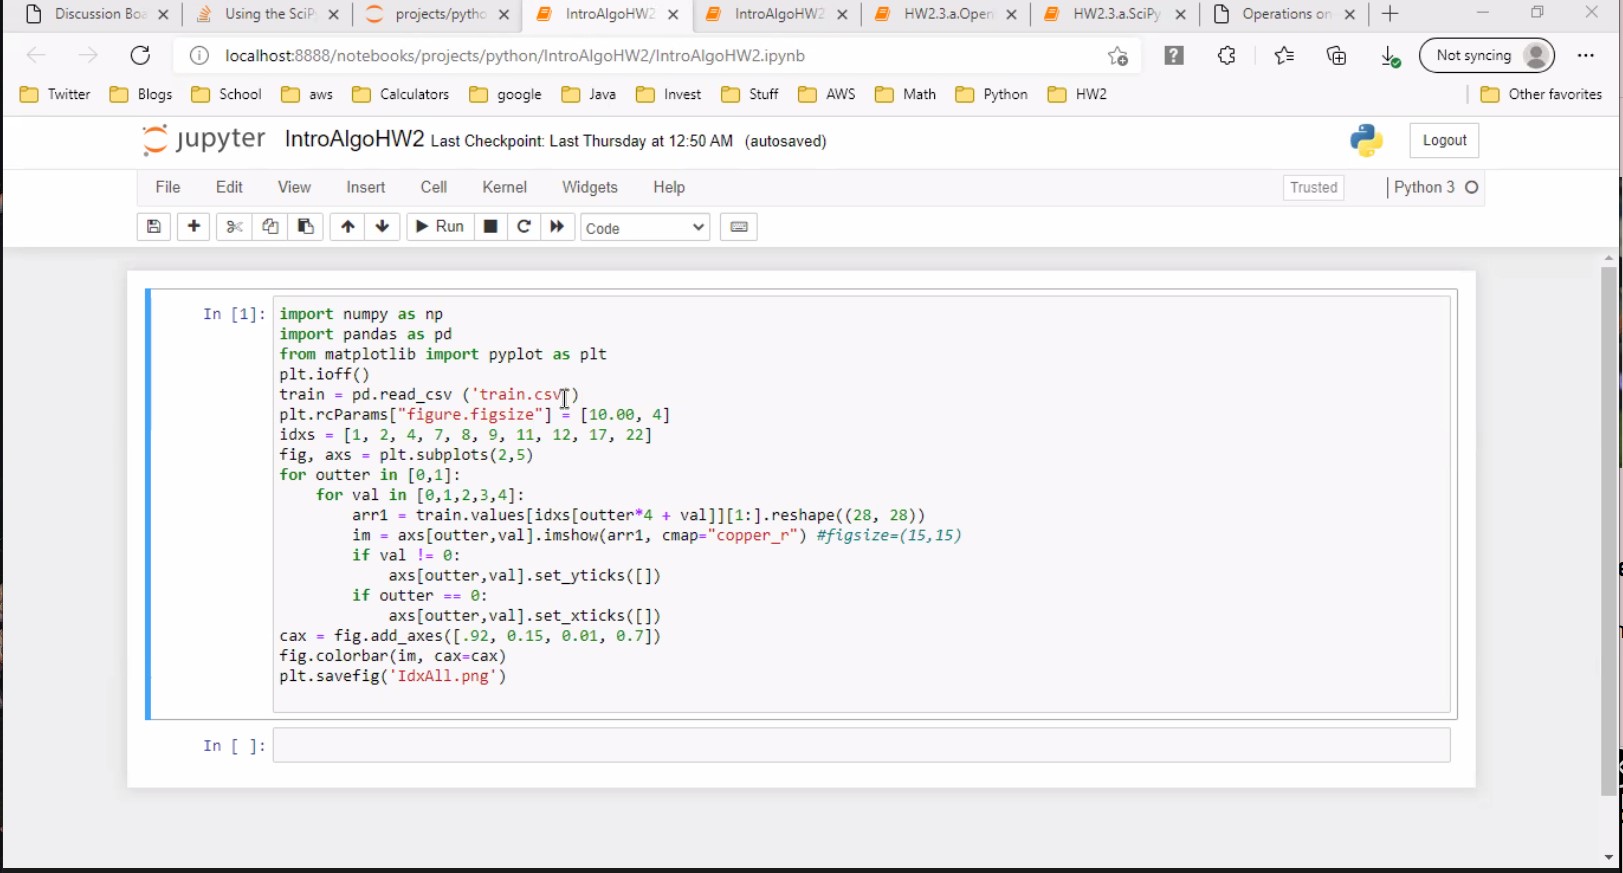 Discussion Boa
Using the SciP
projects/pytho
IntroAlgoHW2
IntroAlgoHW2
HW2.3.a.Open
HW2.3.a.SciPy
Operations on
localhost:8888/notebooks/projects/python/IntroAlgoHW2/IntroAlgoHW2.ipynb
Not syncing
Twitter Blogs School aws Calculators google Java Invest Stuff AWS Math Python HW2 Other favorites
jupyter IntroAlgoHW2 Last Checkpoint: Last Thursday at 12:50 AM (autosaved)
Logout
File Edit View Insert Cell Kernel Widgets Help Trusted Python 3
Run Code
In [1]:
import numpy as np
import pandas as pd
from matplotlib import pyplot as plt
plt.ioff()
train = pd.read_csv ('train.csv')
plt.rcParams["figure.figsize"] = [10.00, 4]
idxs = [1, 2, 4, 7, 8, 9, 11, 12, 17, 22]
fig, axs = plt.subplots(2,5)
for outter in [0,1]:
    for val in [0,1,2,3,4]:
        arr1 = train.values[idxs[outter*4 + val]][1:].reshape((28, 28))
        im = axs[outter,val].imshow(arr1, cmap="copper_r") #figsize=(15,15)
        if val != 0:
            axs[outter,val].set_yticks([])
        if outter == 0:
            axs[outter,val].set_xticks([])
cax = fig.add_axes([.92, 0.15, 0.01, 0.7])
fig.colorbar(im, cax=cax)
plt.savefig('IdxAll.png')
In [ ]: